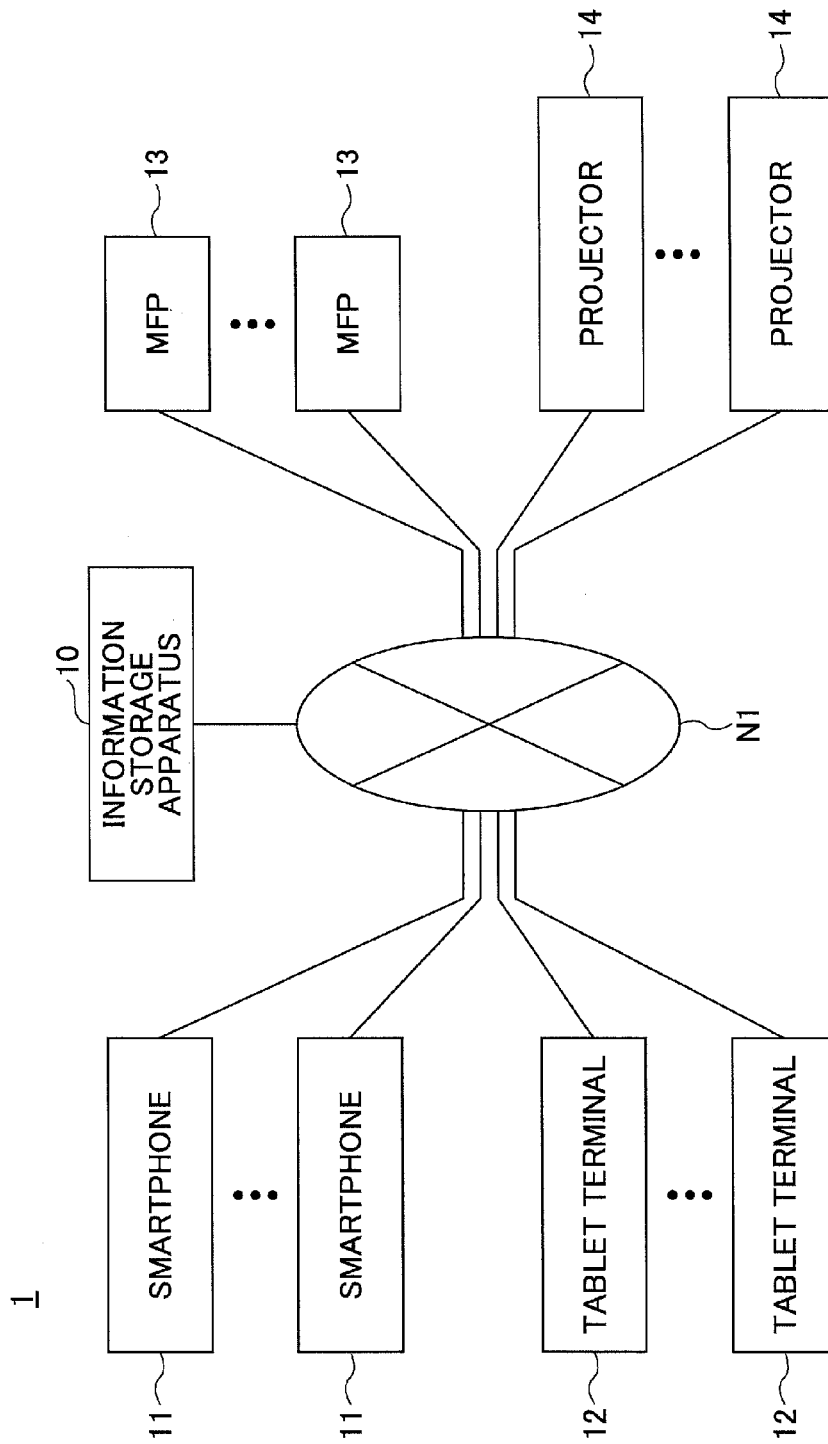 1
10
INFORMATION
STORAGE
APPARATUS
11
SMARTPHONE
11
SMARTPHONE
12
TABLET TERMINAL
12
TABLET TERMINAL
N1
MFP
13
MFP
13
PROJECTOR
14
PROJECTOR
14